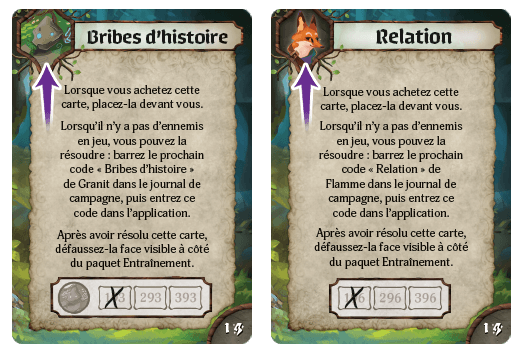 Bribes d'histoire
Lorsque vous achetez cette
carte, placez-la devant vous.
Lorsqu'il n'y a pas d'ennemis
en jeu, vous pouvez la
résoudre : barrez le prochain
code « Bribes d'histoire »
de Granit dans le journal de
campagne, puis entrez ce
code dans l'application.
Après avoir résolu cette carte,
défaussez-la face visible à côté
du paquet Entraînement.
293 393
Relation
Lorsque vous achetez cette
carte, placez-la devant vous.
Lorsqu'il n'y a pas d'ennemis
en jeu, vous pouvez la
résoudre : barrez le prochain
code « Relation » de
Flamme dans le journal de
campagne, puis entrez ce
code dans l'application.
Après avoir résolu cette carte,
défaussez-la face visible à côté
du paquet Entraînement.
296 396